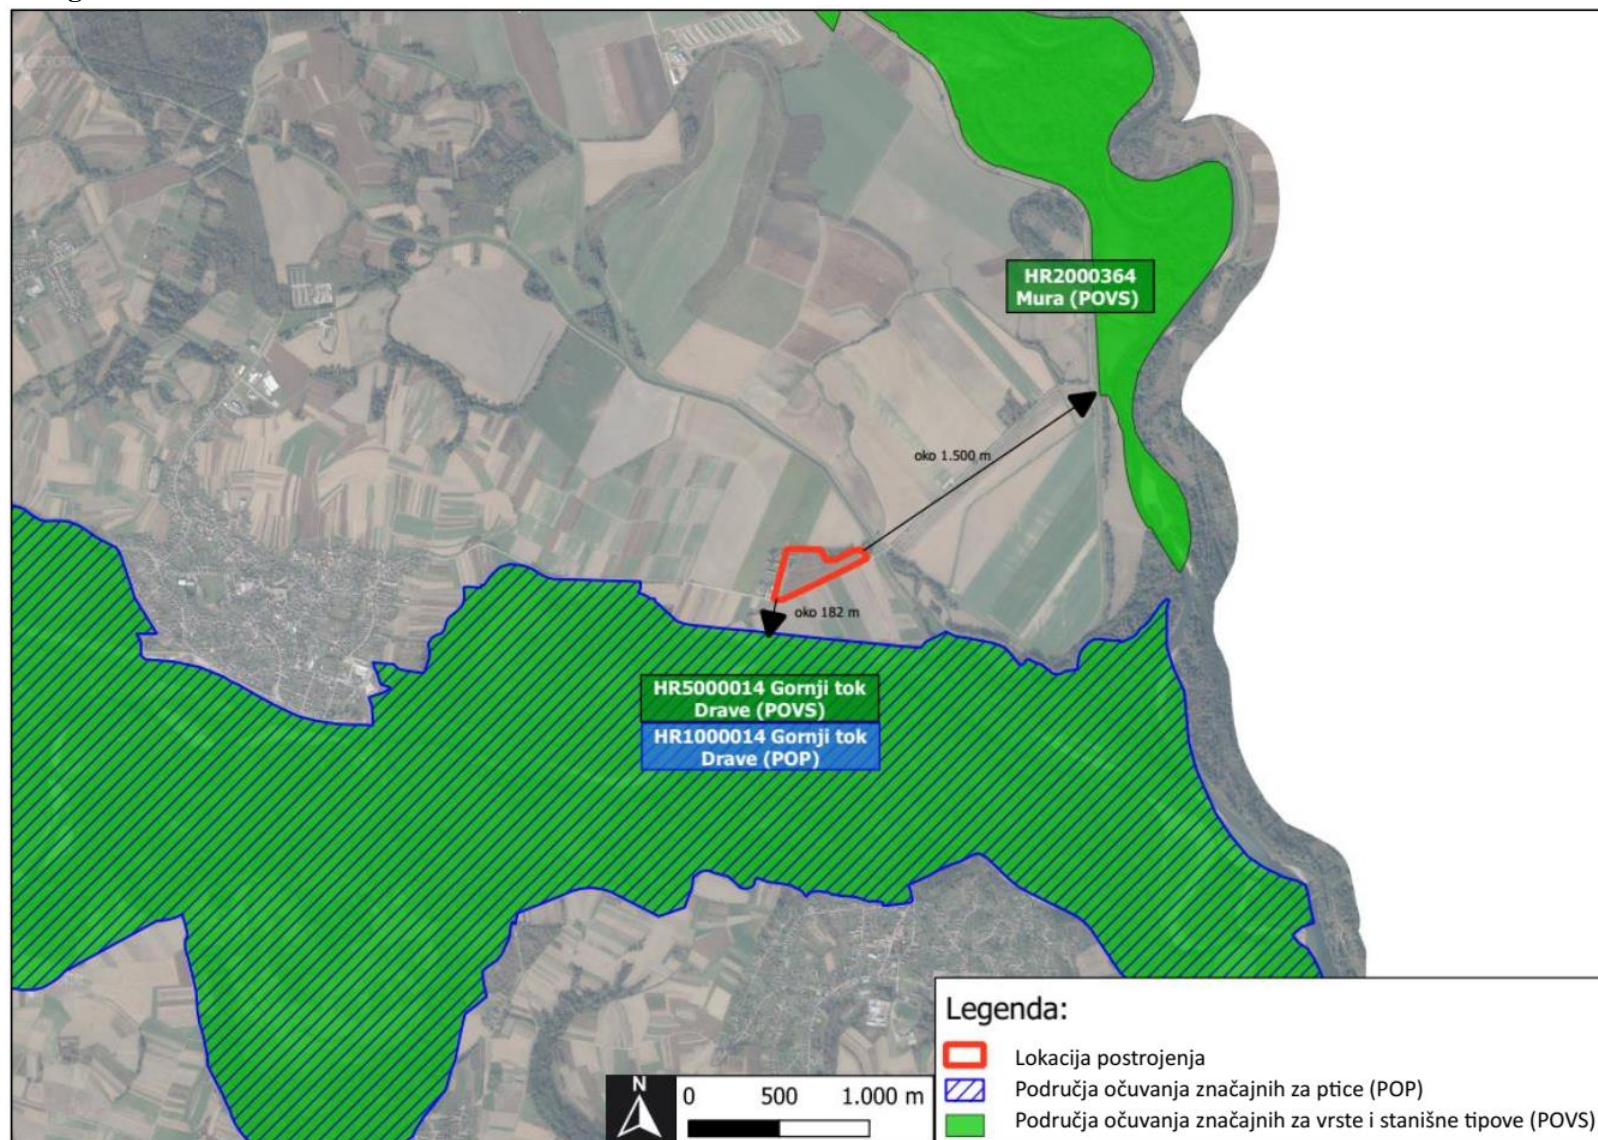 HR2000364
Mura (POVS)
oko 1.500 m
oko 182 m
HR5000014 Gornji tok
Drave (POVS)
HR1000014 Gornji tok
Drave (POP)
N
0 500 1.000 m
Legenda:
Lokacija postrojenja
Područja očuvanja značajnih za ptice (POP)
Područja očuvanja značajnih za vrste i stanišne tipove (POVS)